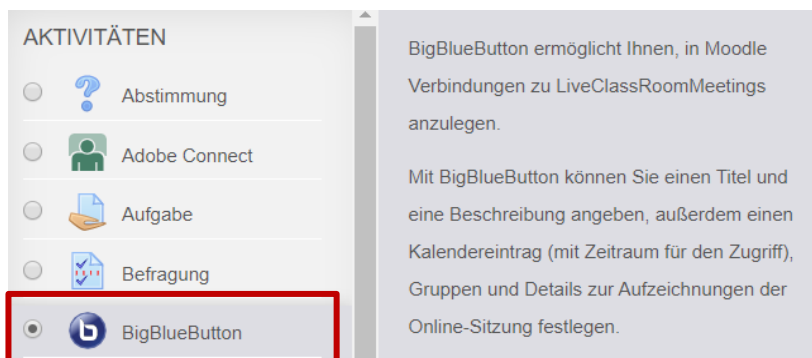 AKTIVITÄTEN
Abstimmung
Adobe Connect
Aufgabe
Befragung
BigBlueButton
BigBlueButton ermöglicht Ihnen, in Moodle
Verbindungen zu LiveClassRoomMeetings
anzulegen.
Mit BigBlueButton können Sie einen Titel und
eine Beschreibung angeben, außerdem einen
Kalendereintrag (mit Zeitraum für den Zugriff),
Gruppen und Details zur Aufzeichnungen der
Online-Sitzung festlegen.